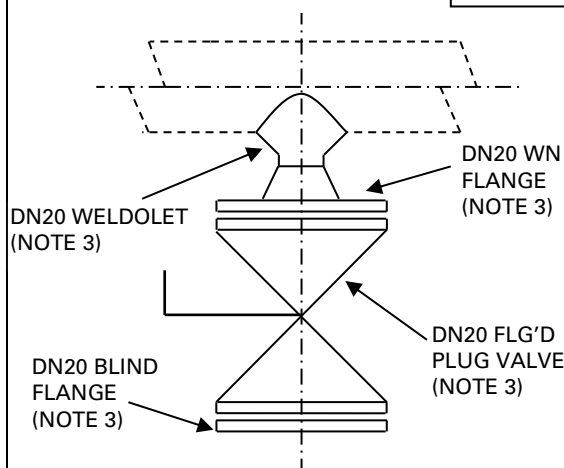 DN20 WELDOLET
(NOTE 3)
DN20 WN
FLANGE
(NOTE 3)
DN20 BLIND
FLANGE
(NOTE 3)
DN20 FLG'D
PLUG VALVE
(NOTE 3)